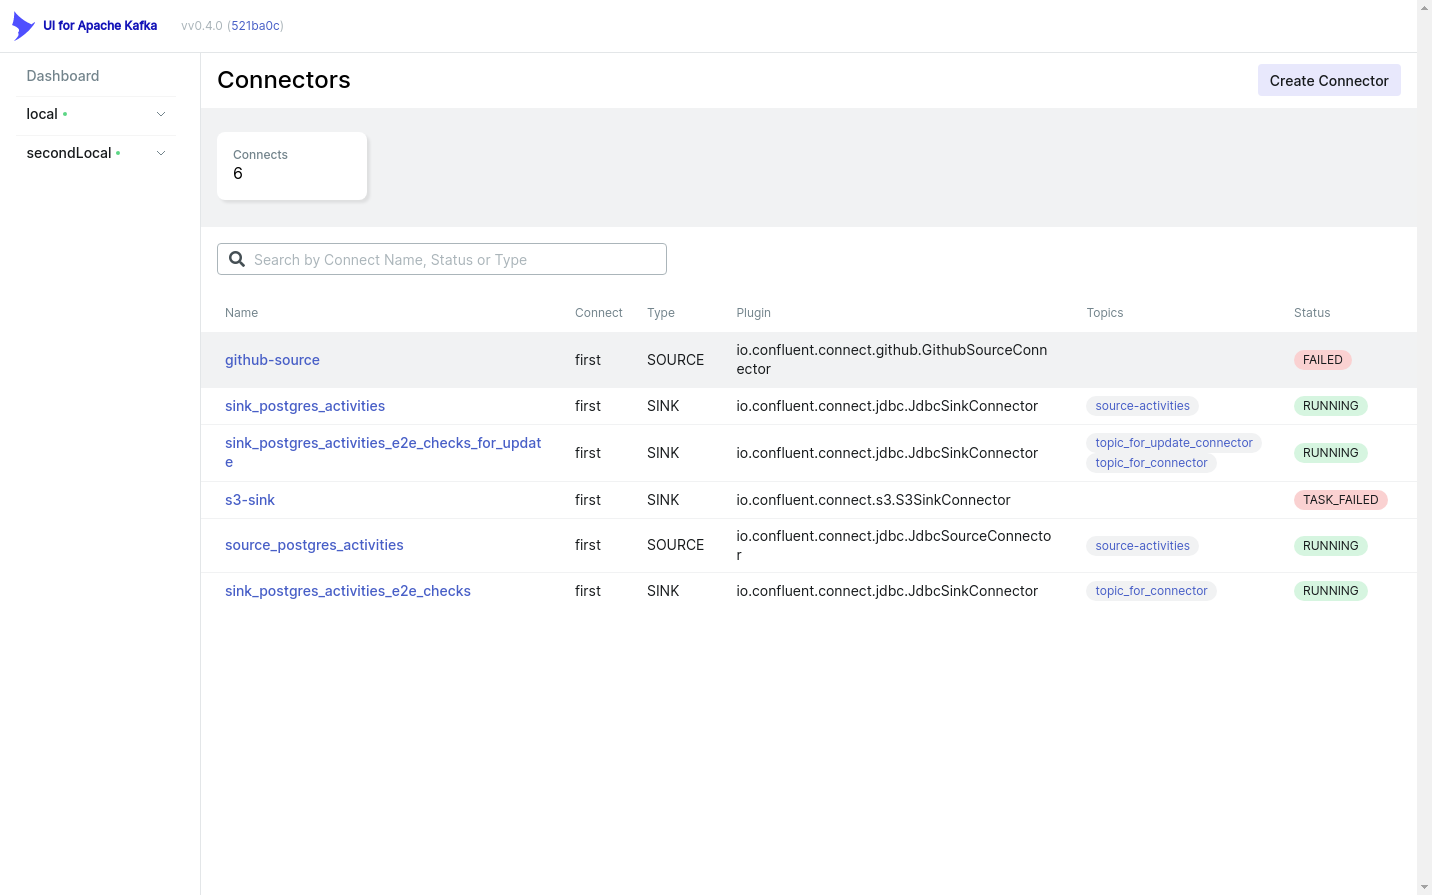 UI for Apache Kafka vv0.4.0 (521ba0c)
Dashboard
local
secondLocal
Connectors
Create Connector
Connects
6
Search by Connect Name, Status or Type
Name Connect Type Plugin Topics Status
github-source first SOURCE io.confluent.connect.github.GithubSourceConn
ector
FAILED
sink_postgres_activities first SINK io.confluent.connect.jdbc.JdbcSinkConnector source-activities RUNNING
sink_postgres_activities_e2e_checks_for_updat
e
first SINK io.confluent.connect.jdbc.JdbcSinkConnector
topic_for_update_connector
topic_for_connector
RUNNING
s3-sink first SINK io.confluent.connect.s3.S3SinkConnector TASK_FAILED
source_postgres_activities first SOURCE io.confluent.connect.jdbc.JdbcSourceConnecto
r
source-activities RUNNING
sink_postgres_activities_e2e_checks first SINK io.confluent.connect.jdbc.JdbcSinkConnector topic_for_connector RUNNING